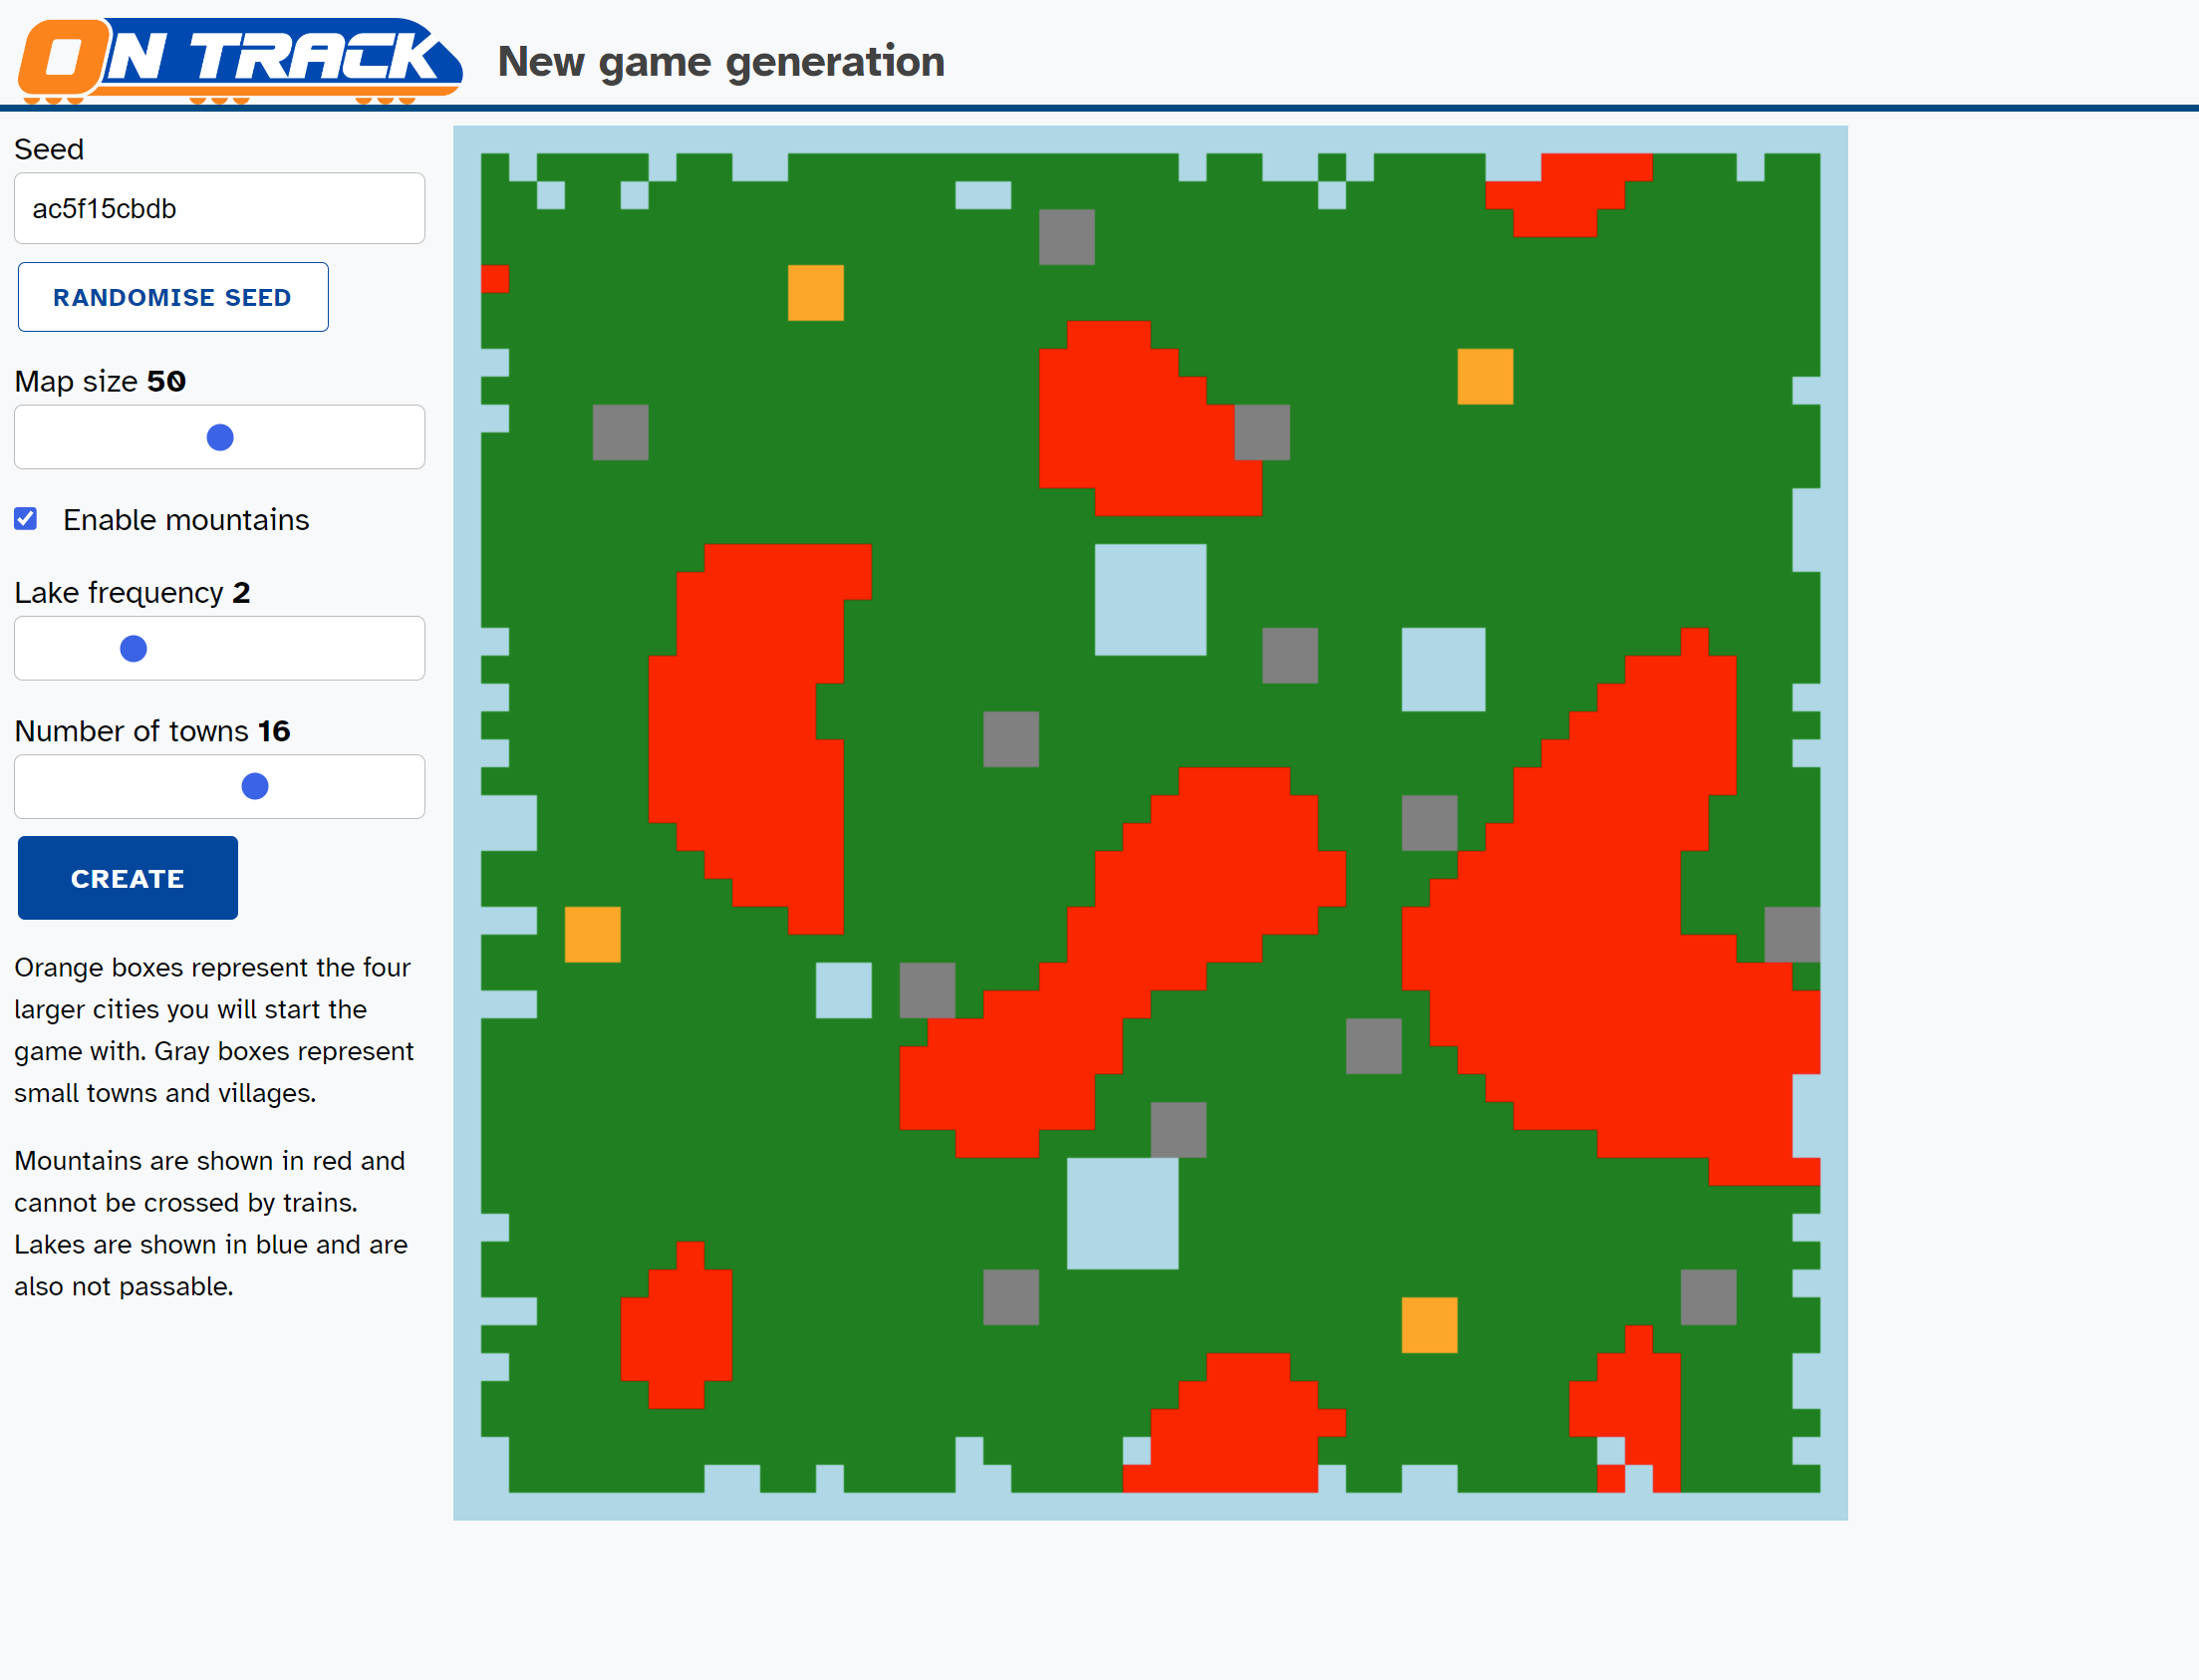 ON TRACK
New game generation
Seed
ac5f15cbdb
RANDOMISE SEED
Map size 50
Enable mountains
Lake frequency 2
Number of towns 16
CREATE
Orange boxes represent the four
larger cities you will start the
game with. Gray boxes represent
small towns and villages.
Mountains are shown in red and
cannot be crossed by trains.
Lakes are shown in blue and are
also not passable.